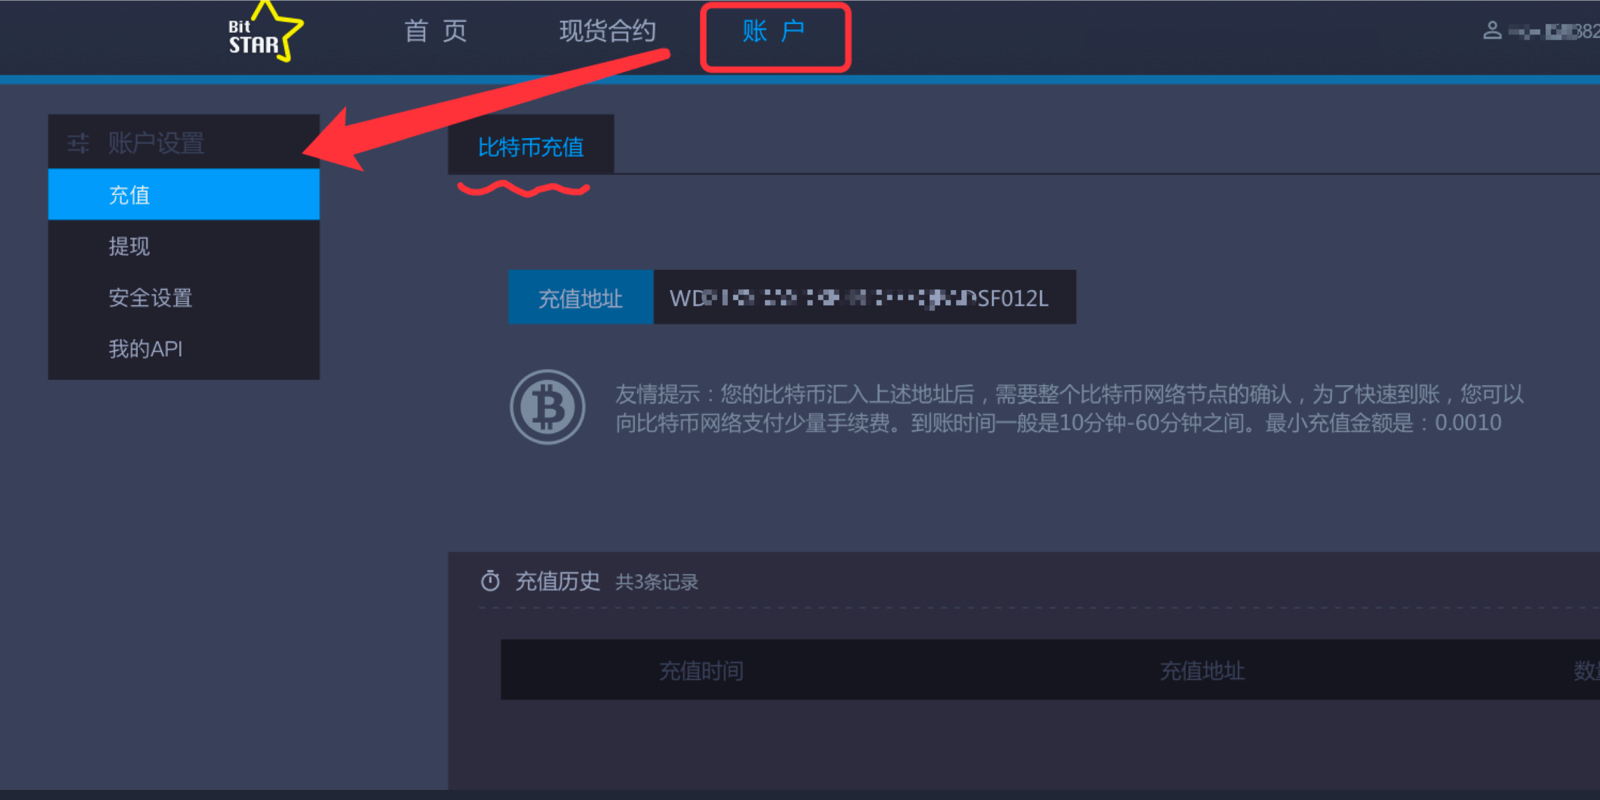 Bit
STAR
首 页
现货合约
账 户
382
账户设置
充值
提现
安全设置
我的API
比特币充值
充值地址
WD
SF012L
友情提示：您的比特币汇入上述地址后，需要整个比特币网络节点的确认，为了快速到账，您可以
向比特币网络支付少量手续费。到账时间一般是10分钟-60分钟之间。最小充值金额是：0.0010
充值历史 共3条记录
充值时间
充值地址
数